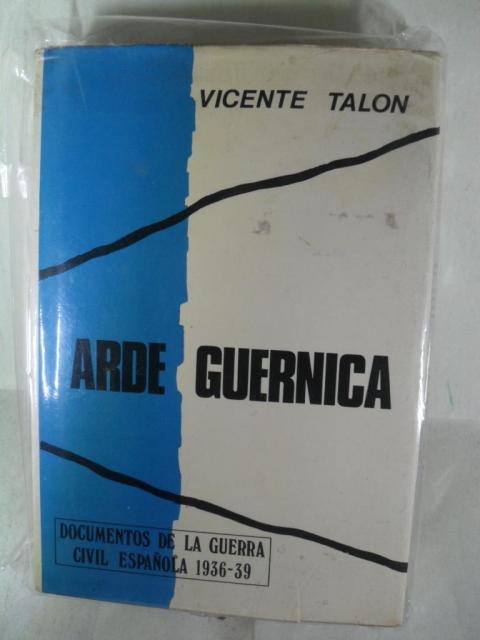 VICENTE TALON
ARDE GUERNICA
DOCUMENTOS DE LA GUERRA
CIVIL ESPAÑOLA 1936-39